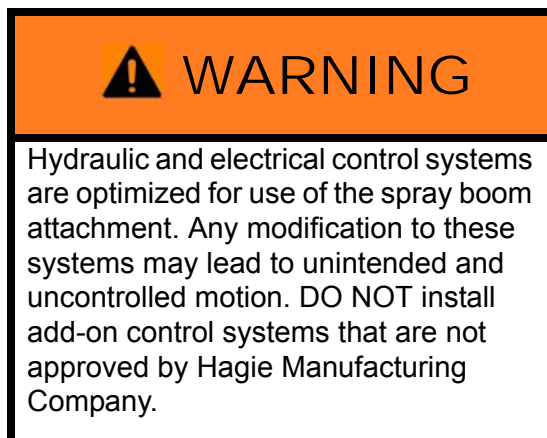 WARNING
Hydraulic and electrical control systems
are optimized for use of the spray boom
attachment. Any modification to these
systems may lead to unintended and
uncontrolled motion. DO NOT install
add-on control systems that are not
approved by Hagie Manufacturing
Company.